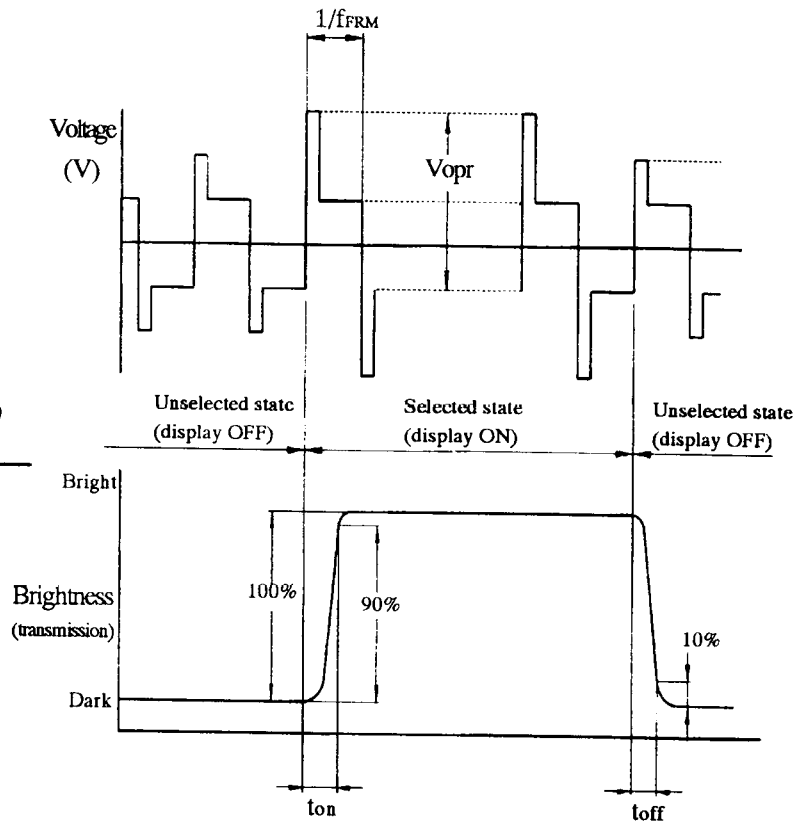 1/fFRM
Voltage
(V)
Vopr
Unselected state
(display OFF)
Selected state
(display ON)
Unselected state
(display OFF)
Bright
100%
90%
Brightness
(transmission)
10%
Dark
ton
toff